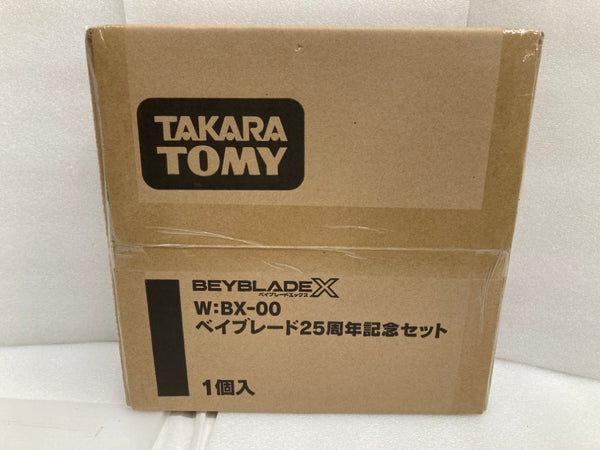 TAKARA
TOMY
BEYBLADE X
ベイブレードエックス
W:BX-00
ベイブレード25周年記念セット
1個入